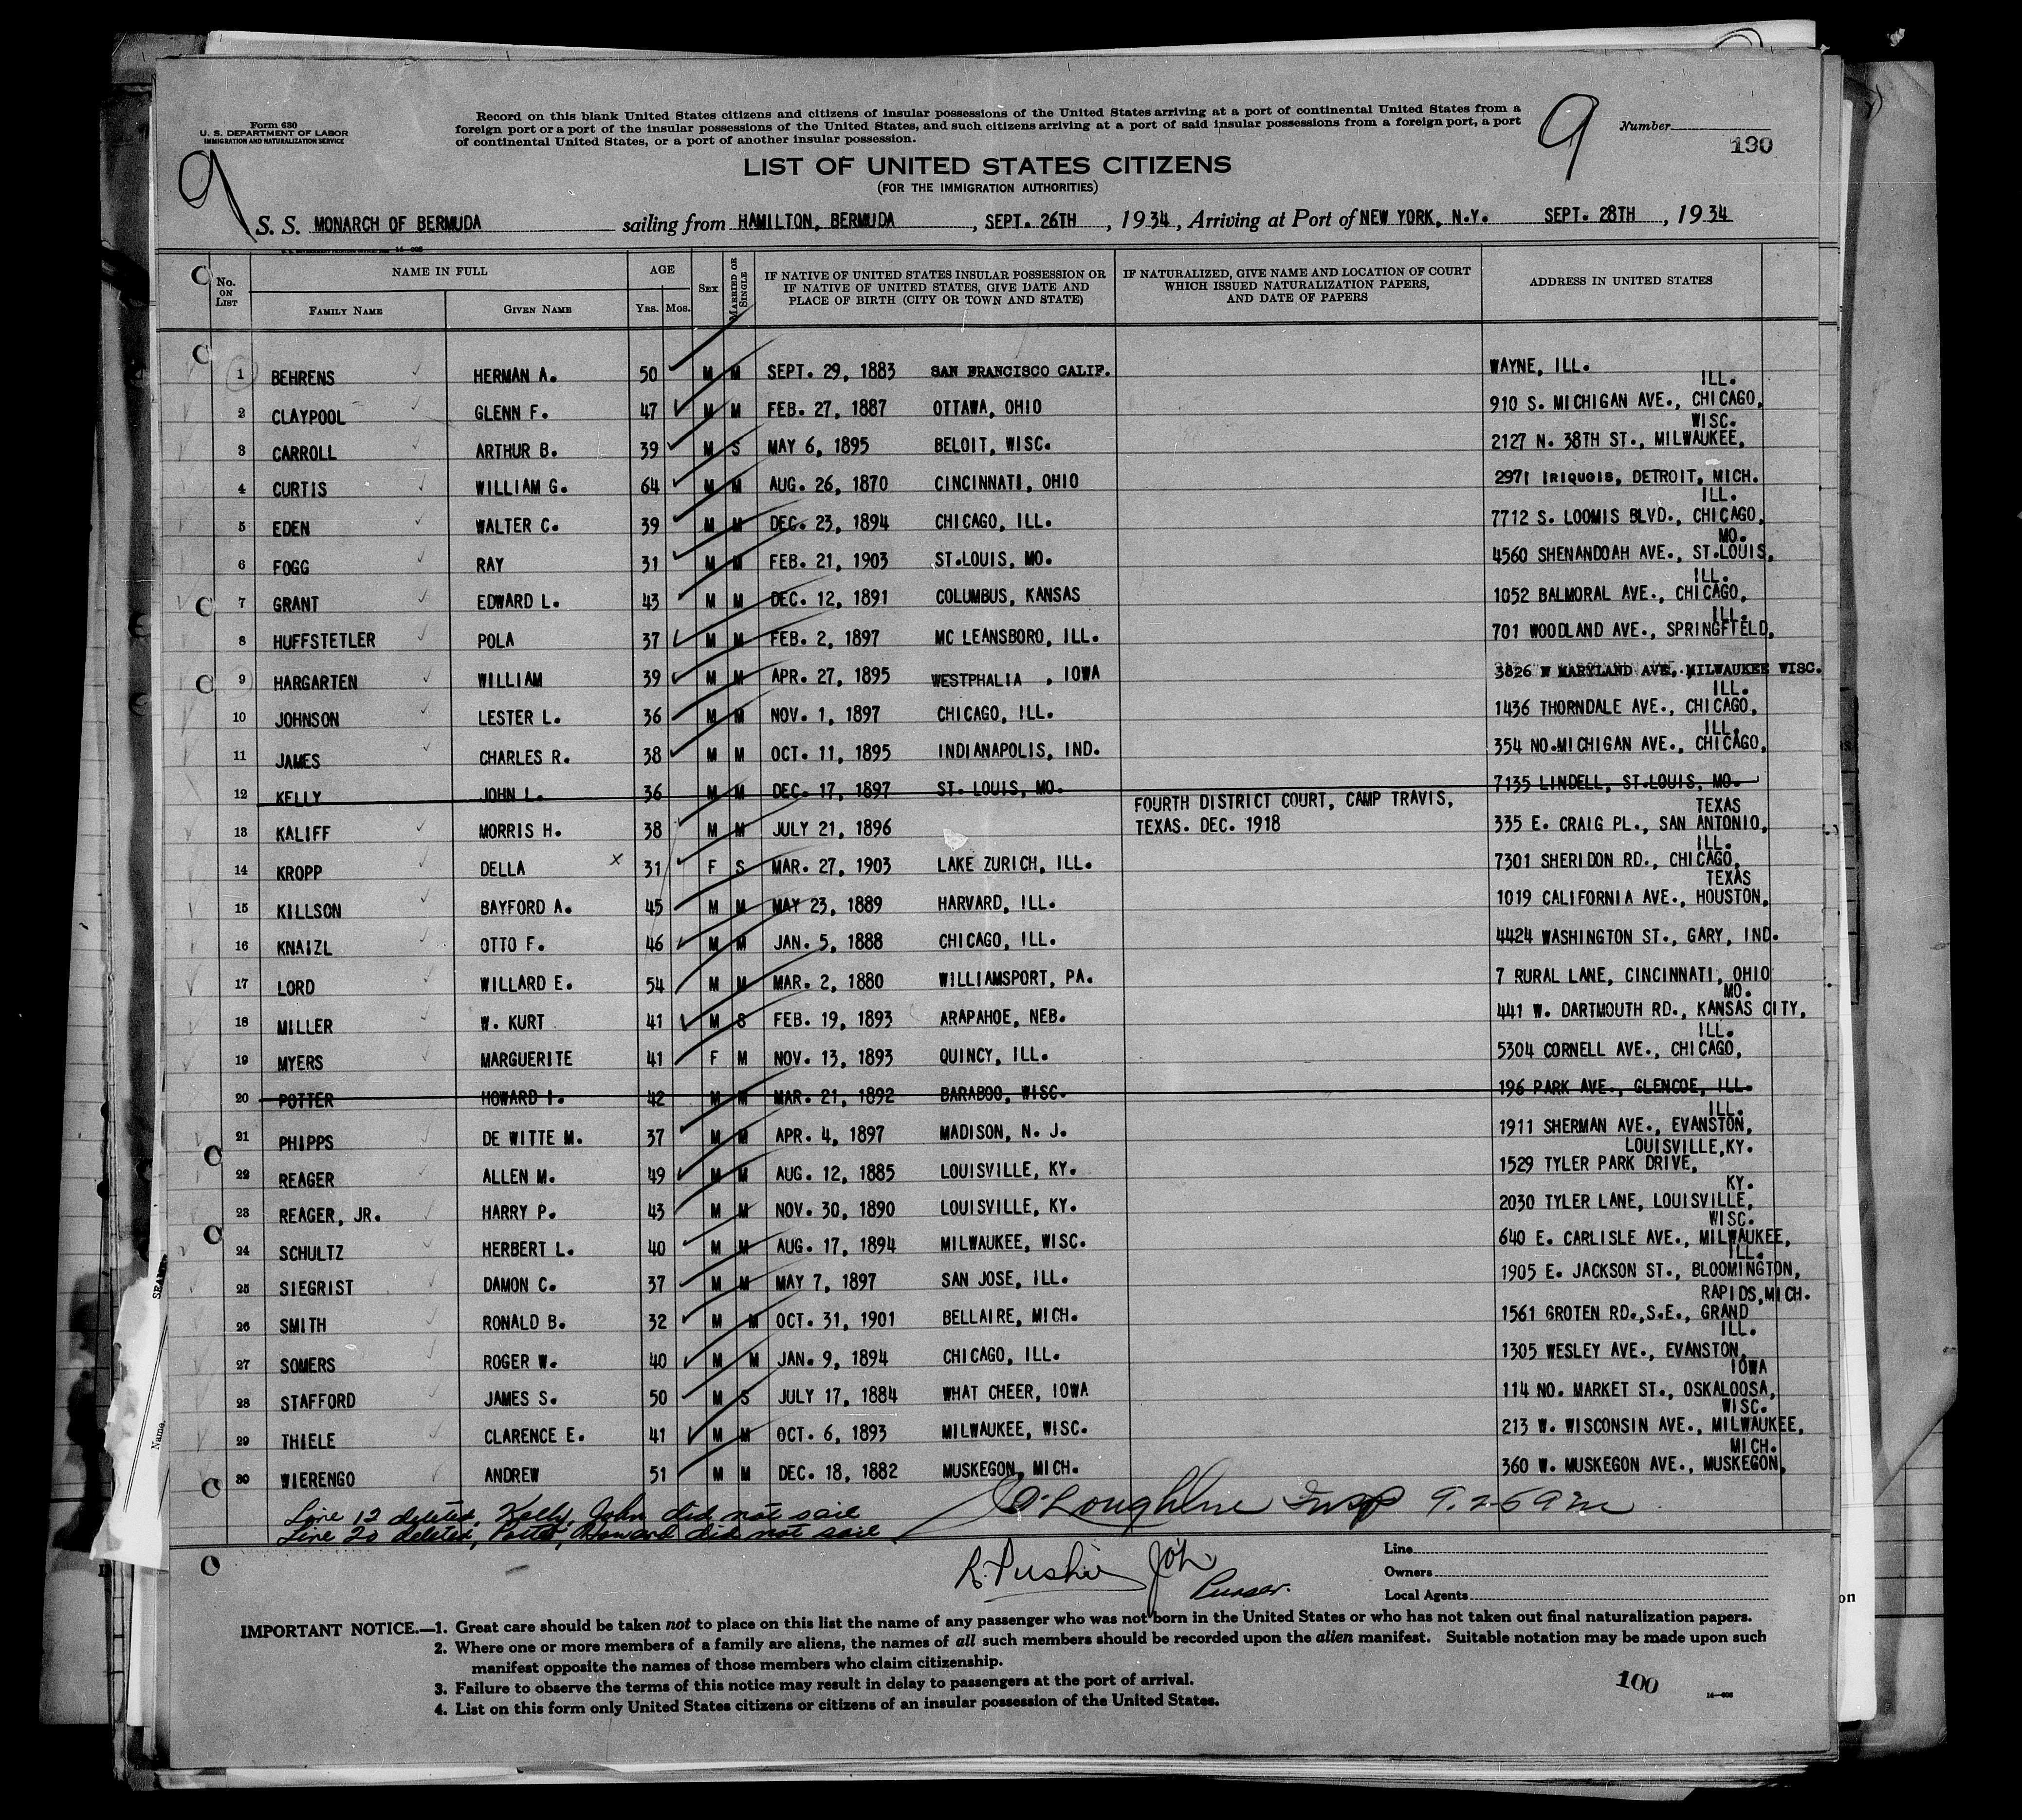 Form 630
U. S. DEPARTMENT OF LABOR
IMMIGRATION AND NATURALIZATION SERVICE
Record on this blank United States citizens and citizens of insular possessions of the United States arriving at a port of continental United States from a
foreign port or a port of the insular possessions of the United States, and such citizens arriving at a port of said insular possessions from a foreign port, a port
of continental United States, or a port of another insular possession.
9
9
Number
130
LIST OF UNITED STATES CITIZENS
(FOR THE IMMIGRATION AUTHORITIES)
S. S. MONARCH OF BERMUDA sailing from HAMILTON, BERMUDA, SEPT. 26TH, 1934, Arriving at Port of NEW YORK, N.Y. SEPT. 28TH, 1934
No. ON LIST NAME IN FULL FAMILY NAME GIVEN NAME AGE YRS. MOS. SEX MARRIED OR SINGLE IF NATIVE OF UNITED STATES INSULAR POSSESSION OR IF NATIVE OF UNITED STATES, GIVE DATE AND PLACE OF BIRTH (CITY OR TOWN AND STATE) IF NATURALIZED, GIVE NAME AND LOCATION OF COURT WHICH ISSUED NATURALIZATION PAPERS, AND DATE OF PAPERS ADDRESS IN UNITED STATES
1 BEHRENS HERMAN A. 50 M M SEPT. 29, 1883 SAN FRANCISCO CALIF. WAYNE, ILL.
2 CLAYPOOL GLENN F. 47 M M FEB. 27, 1887 OTTAWA, OHIO 910 S. MICHIGAN AVE., CHICAGO, ILL.
3 CARROLL ARTHUR B. 39 M S MAY 6, 1895 BELOIT, WISC. 2127 N. 38TH ST., MILWAUKEE, WISC.
4 CURTIS WILLIAM G. 64 M M AUG. 26, 1870 CINCINNATI, OHIO 2971 IRIQUOIS, DETROIT, MICH.
5 EDEN WALTER C. 39 M M DEC. 23, 1894 CHICAGO, ILL. 7712 S. LOOMIS BLVD., CHICAGO, ILL.
6 FOGG RAY 31 M M FEB. 21, 1903 ST.LOUIS, MO. 4560 SHENANDOAH AVE., ST.LOUIS, MO.
7 GRANT EDWARD L. 43 M M DEC. 12, 1891 COLUMBUS, KANSAS 1052 BALMORAL AVE., CHICAGO, ILL.
8 HUFFSTETLER POLA 37 M M FEB. 2, 1897 MC LEANSBORO, ILL. 701 WOODLAND AVE., SPRINGFTELD, ILL.
9 HARGARTEN WILLIAM 39 M M APR. 27, 1895 WESTPHALIA , IOWA 3826 W MARYLAND AVE, MILWAUKEE WISC.
10 JOHNSON LESTER L. 36 M M NOV. 1, 1897 CHICAGO, ILL. 1436 THORNDALE AVE., CHICAGO, ILL.
11 JAMES CHARLES R. 38 M M OCT. 11, 1895 INDIANAPOLIS, IND. 354 NO.MICHIGAN AVE., CHICAGO, ILL.
12 KELLY JOHN L. 36 M M DEC. 17, 1897 ST. LOUIS, MO. 7135 LINDELL, ST.LOUIS, MO.
13 KALIFF MORRIS H. 38 M M JULY 21, 1896 FOURTH DISTRICT COURT, CAMP TRAVIS, TEXAS. DEC. 1918 335 E. CRAIG PL., SAN ANTONIO, TEXAS
14 KROPP DELLA X 31 F S MAR. 27, 1903 LAKE ZURICH, ILL. 7301 SHERIDON RD., CHICAGO, ILL.
15 KILLSON BAYFORD A. 45 M M MAY 23, 1889 HARVARD, ILL. 1019 CALIFORNIA AVE., HOUSTON, TEXAS
16 KNAIZL OTTO F. 46 M M JAN. 5, 1888 CHICAGO, ILL. 4424 WASHINGTON ST., GARY, IND.
17 LORD WILLARD E. 54 M M MAR. 2, 1880 WILLIAMSPORT, PA. 7 RURAL LANE, CINCINNATI, OHIO
18 MILLER W. KURT 41 M S FEB. 19, 1893 ARAPAHOE, NEB. 441 W. DARTMOUTH RD., KANSAS CITY, MO.
19 MYERS MARGUERITE 41 F M NOV. 13, 1893 QUINCY, ILL. 5304 CORNELL AVE., CHICAGO, ILL.
20 POTTER HOWARD I. 42 M M MAR. 21, 1892 BARABOO, WISC. 196 PARK AVE., GLENCOE, ILL.
21 PHIPPS DE WITTE M. 37 M M APR. 4, 1897 MADISON, N. J. 1911 SHERMAN AVE., EVANSTON, ILL.
22 REAGER ALLEN M. 49 M M AUG. 12, 1885 LOUISVILLE, KY. 1529 TYLER PARK DRIVE, LOUISVILLE,KY.
23 REAGER, JR. HARRY P. 43 M M NOV. 30, 1890 LOUISVILLE, KY. 2030 TYLER LANE, LOUISVILLE, KY.
24 SCHULTZ HERBERT L. 40 M M AUG. 17, 1894 MILWAUKEE, WISC. 640 E. CARLISLE AVE., MILWAUKEE, WISC.
25 SIEGRIST DAMON C. 37 M M MAY 7, 1897 SAN JOSE, ILL. 1905 E. JACKSON ST., BLOOMINGTON, ILL.
26 SMITH RONALD B. 32 M M OCT. 31, 1901 BELLAIRE, MICH. 1561 GROTEN RD.,S.E., GRAND RAPIDS,MICH.
27 SOMERS ROGER W. 40 M M JAN. 9, 1894 CHICAGO, ILL. 1305 WESLEY AVE., EVANSTON, ILL.
28 STAFFORD JAMES S. 50 M S JULY 17, 1884 WHAT CHEER, IOWA 114 NO. MARKET ST., OSKALOOSA, IOWA
29 THIELE CLARENCE E. 41 M M OCT. 6, 1893 MILWAUKEE, WISC. 213 W. WISCONSIN AVE., MILWAUKEE, WISC.
30 WIERENGO ANDREW 51 M M DEC. 18, 1882 MUSKEGON, MICH. 360 W. MUSKEGON AVE., MUSKEGON, MICH.
Line 12 deleted, Kelly, John did not sail
Line 20 deleted, Potter, Howard did not sail
O'Loughline Insp
Purser.
Line
Owners
Local Agents
IMPORTANT NOTICE.—1. Great care should be taken not to place on this list the name of any passenger who was not born in the United States or who has not taken out final naturalization papers.
2. Where one or more members of a family are aliens, the names of all such members should be recorded upon the alien manifest. Suitable notation may be made upon such
manifest opposite the names of those members who claim citizenship.
3. Failure to observe the terms of this notice may result in delay to passengers at the port of arrival.
4. List on this form only United States citizens or citizens of an insular possession of the United States.
100